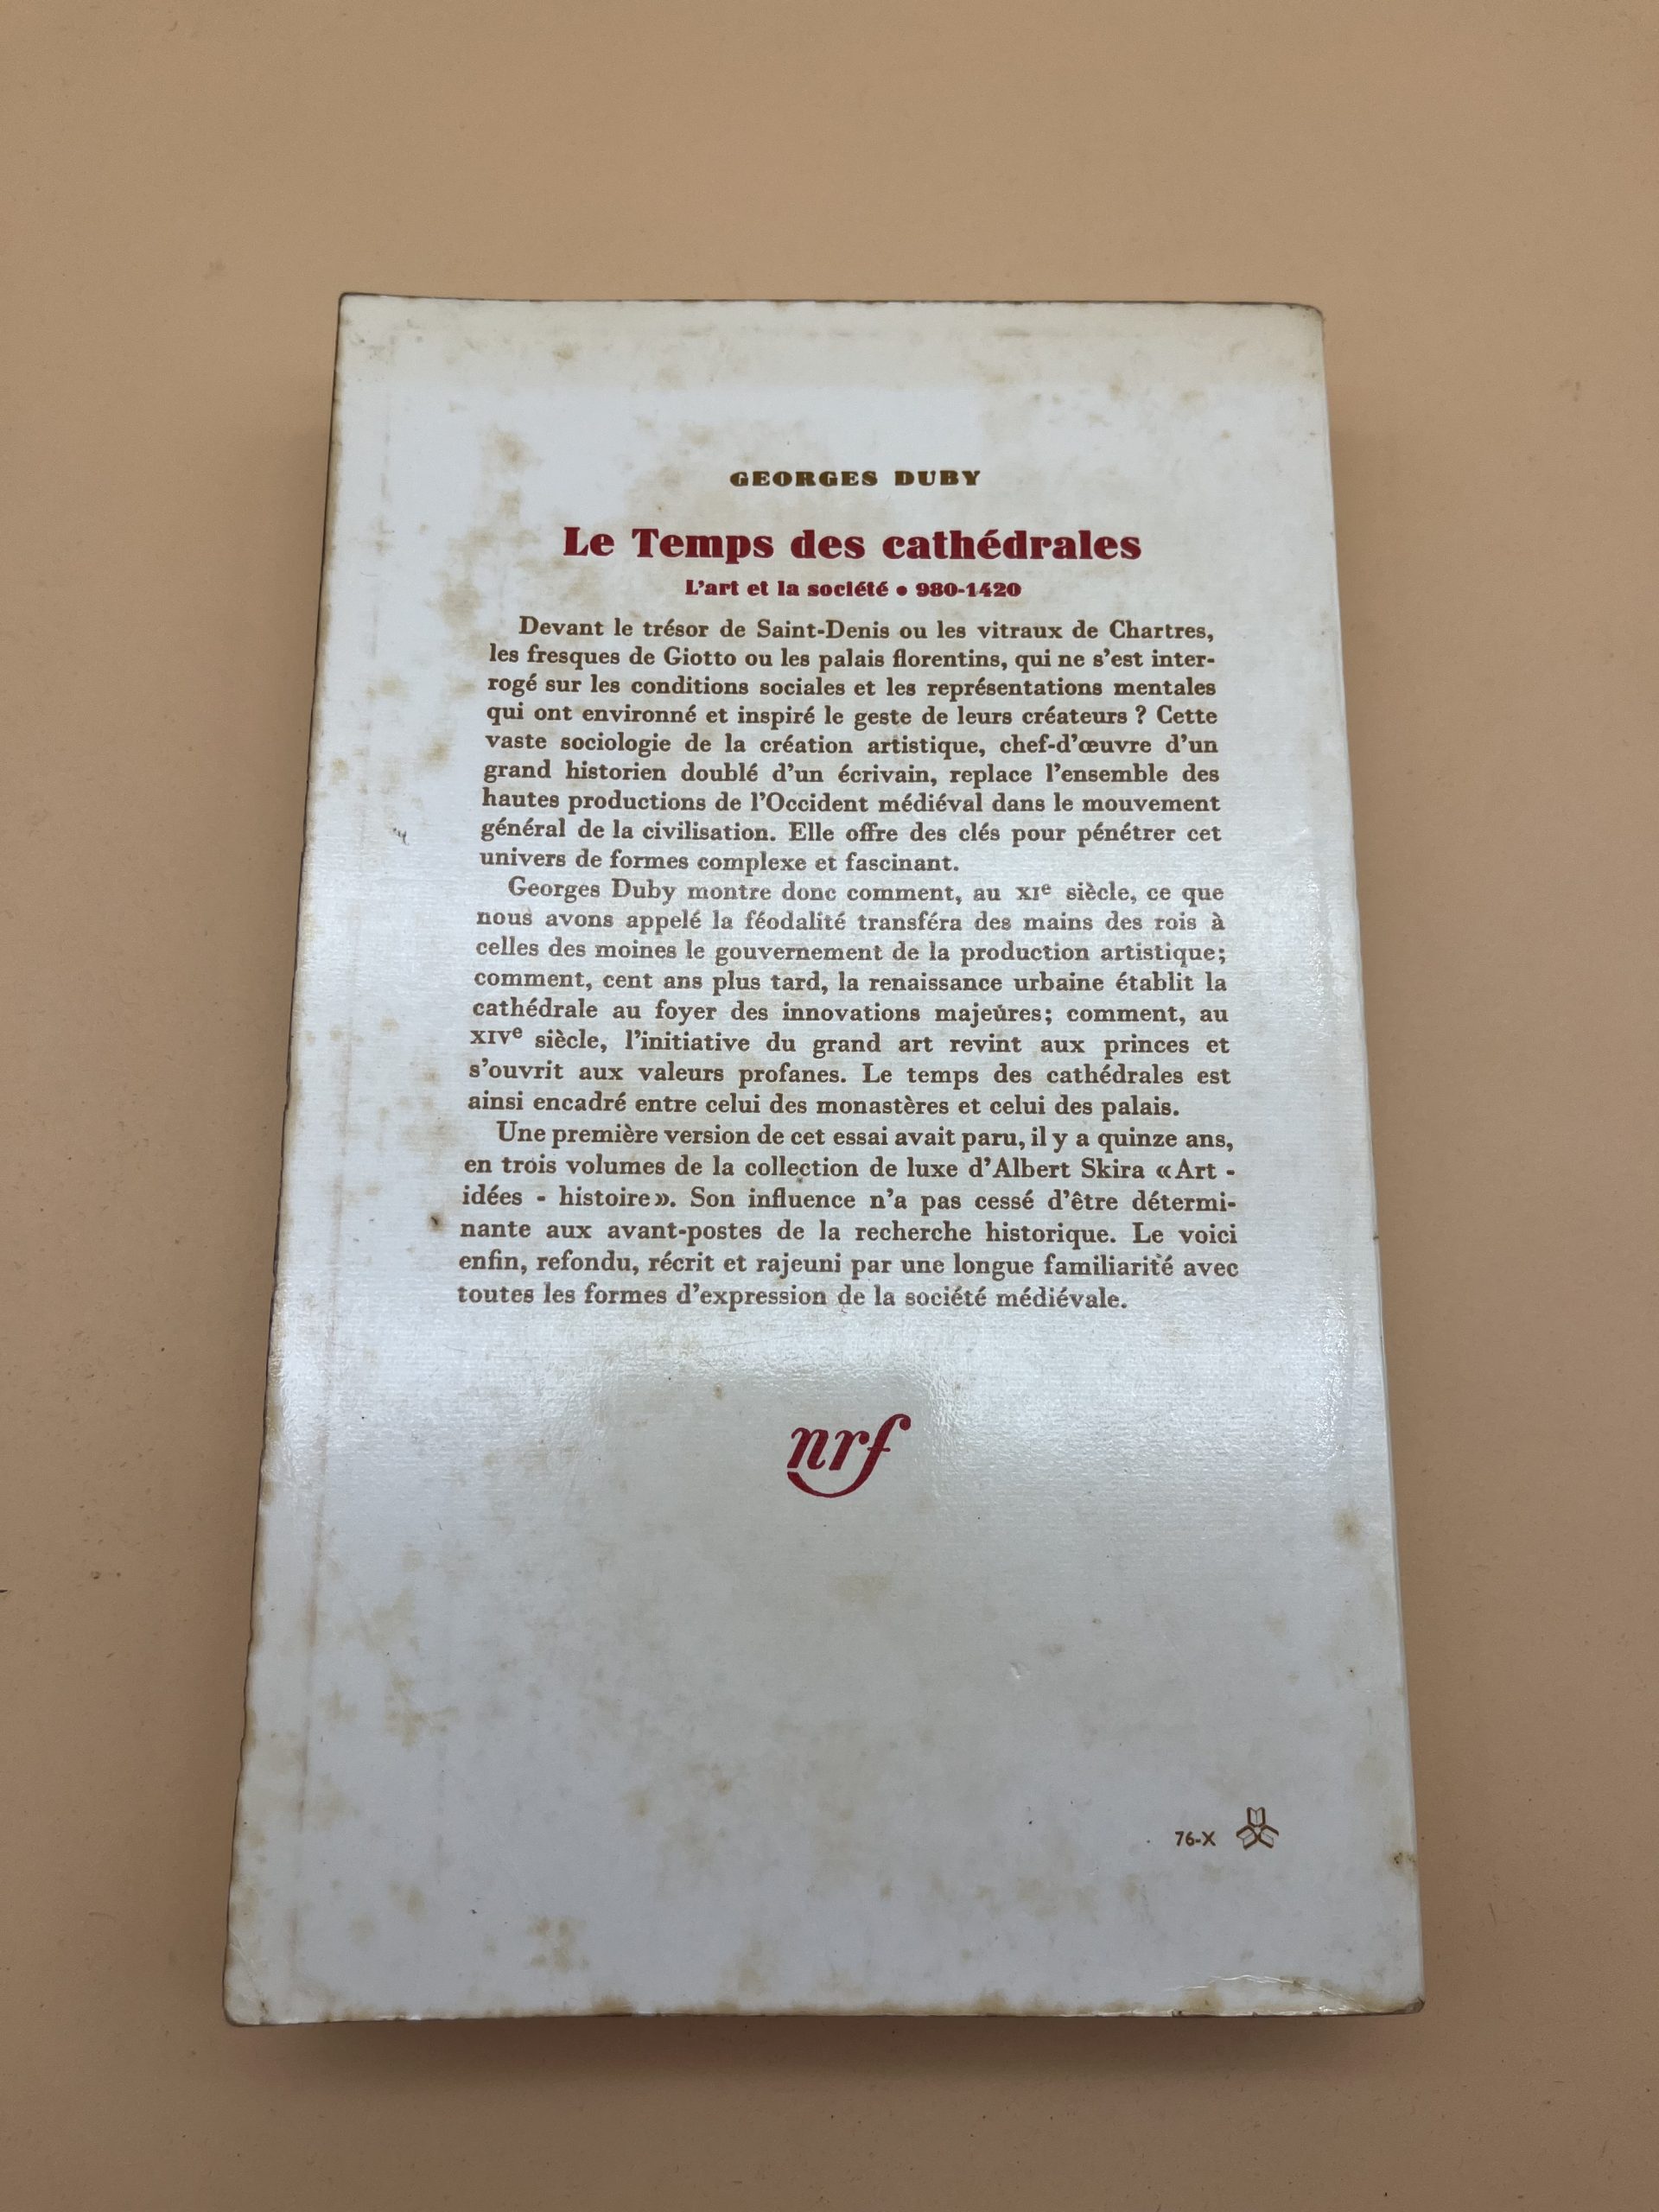 GEORGES DUBY
Le Temps des cathédrales
L'art et la société • 980-1420
Devant le trésor de Saint-Denis ou les vitraux de Chartres,
les fresques de Giotto ou les palais florentins, qui ne s'est inter-
rogé sur les conditions sociales et les représentations mentales
qui ont environné et inspiré le geste de leurs créateurs ? Cette
vaste sociologie de la création artistique, chef-d'œuvre d'un
grand historien doublé d'un écrivain, replace l'ensemble des
hautes productions de l'Occident médiéval dans le mouvement
général de la civilisation. Elle offre des clés pour pénétrer cet
univers de formes complexe et fascinant.
Georges Duby montre donc comment, au XIe siècle, ce que
nous avons appelé la féodalité transféra des mains des rois à
celles des moines le gouvernement de la production artistique;
comment, cent ans plus tard, la renaissance urbaine établit la
cathédrale au foyer des innovations majeures; comment, au
XIVe siècle, l'initiative du grand art revint aux princes et
s'ouvrit aux valeurs profanes. Le temps des cathédrales est
ainsi encadré entre celui des monastères et celui des palais.
Une première version de cet essai avait paru, il y a quinze ans,
en trois volumes de la collection de luxe d'Albert Skira «Art -
idées - histoire». Son influence n'a pas cessé d'être détermi-
nante aux avant-postes de la recherche historique. Le voici
enfin, refondu, récrit et rajeuni par une longue familiarité avec
toutes les formes d'expression de la société médiévale.
nrf
76-X